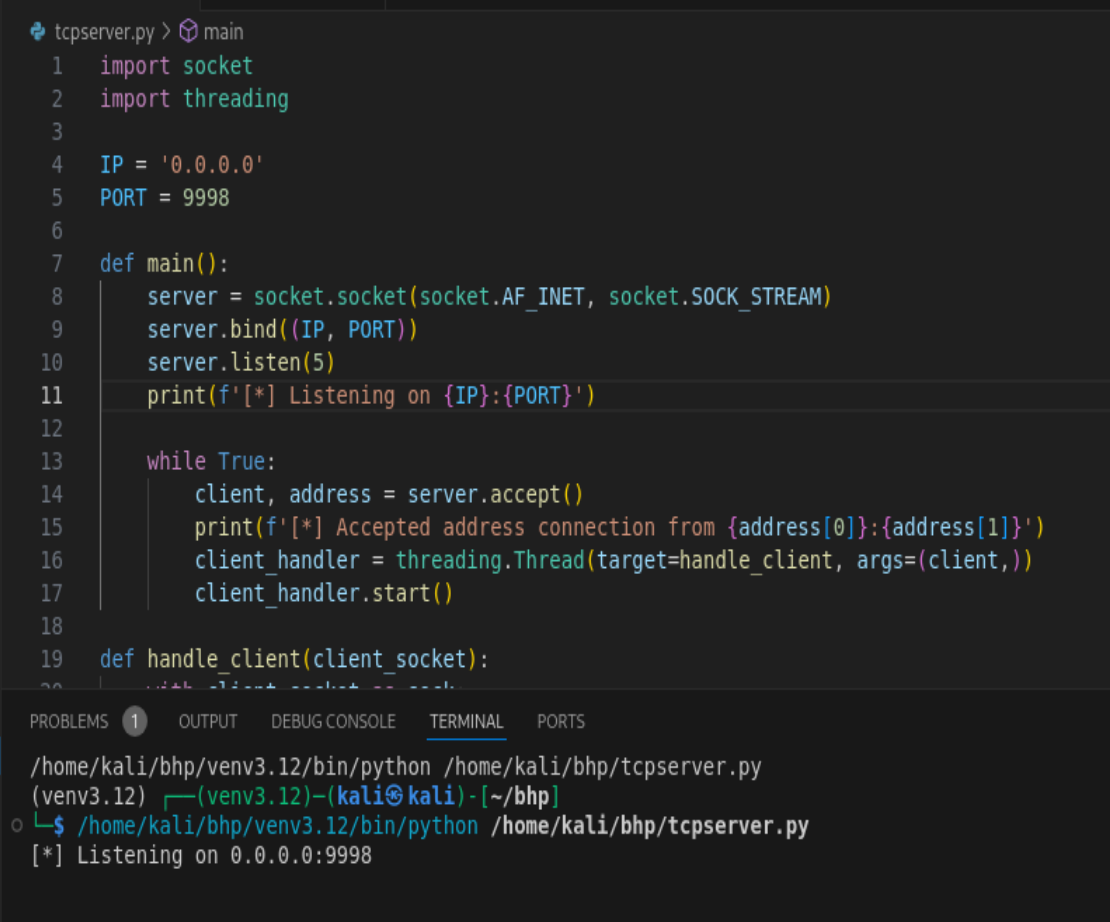 tcpserver.py > main
1 import socket
2 import threading
3
4 IP = '0.0.0.0'
5 PORT = 9998
6
7 def main():
8     server = socket.socket(socket.AF_INET, socket.SOCK_STREAM)
9     server.bind((IP, PORT))
10     server.listen(5)
11     print(f'[*] Listening on {IP}:{PORT}')
12
13     while True:
14         client, address = server.accept()
15         print(f'[*] Accepted address connection from {address[0]}:{address[1]}')
16         client_handler = threading.Thread(target=handle_client, args=(client,))
17         client_handler.start()
18
19 def handle_client(client_socket):
20     with client_socket as sock:
PROBLEMS 1 OUTPUT DEBUG CONSOLE TERMINAL PORTS
/home/kali/bhp/venv3.12/bin/python /home/kali/bhp/tcpserver.py
(venv3.12) ┌──(venv3.12)─(kali㉿kali)-[~/bhp]
└─$ /home/kali/bhp/venv3.12/bin/python /home/kali/bhp/tcpserver.py
[*] Listening on 0.0.0.0:9998